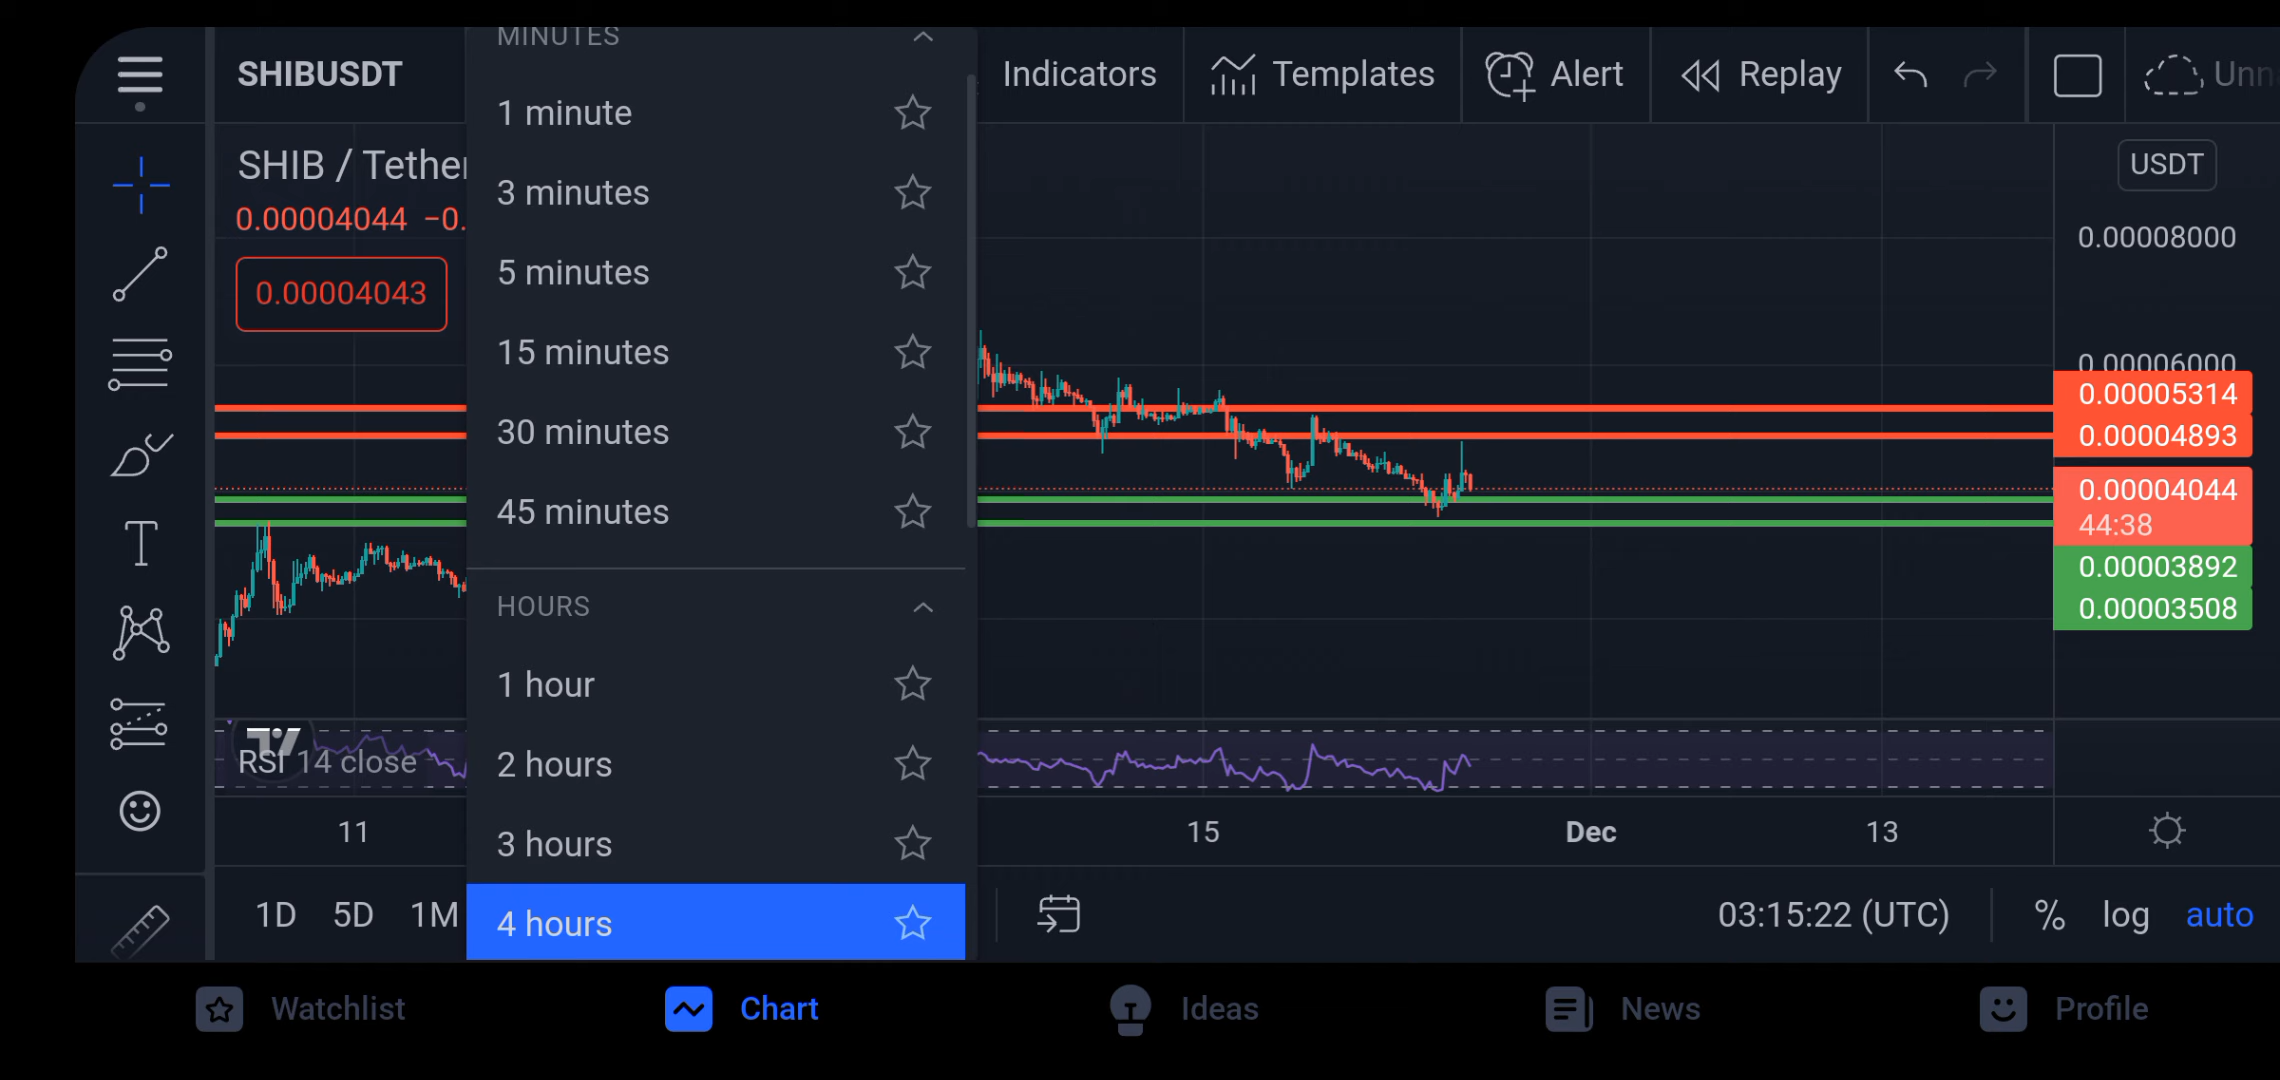 SHIBUSDT
Indicators
Templates
Alert
Replay
SHIB / Tether
0.00004044 −0.
0.00004043
MINUTES
1 minute
3 minutes
5 minutes
15 minutes
30 minutes
45 minutes
HOURS
1 hour
2 hours
3 hours
4 hours
USDT
0.00008000
0.00006000
0.00005314
0.00004893
0.00004044
44:38
0.00003892
0.00003508
RSI 14 close
11
15
Dec
13
1D
5D
1M
03:15:22 (UTC)
%
log
auto
Watchlist
Chart
Ideas
News
Profile